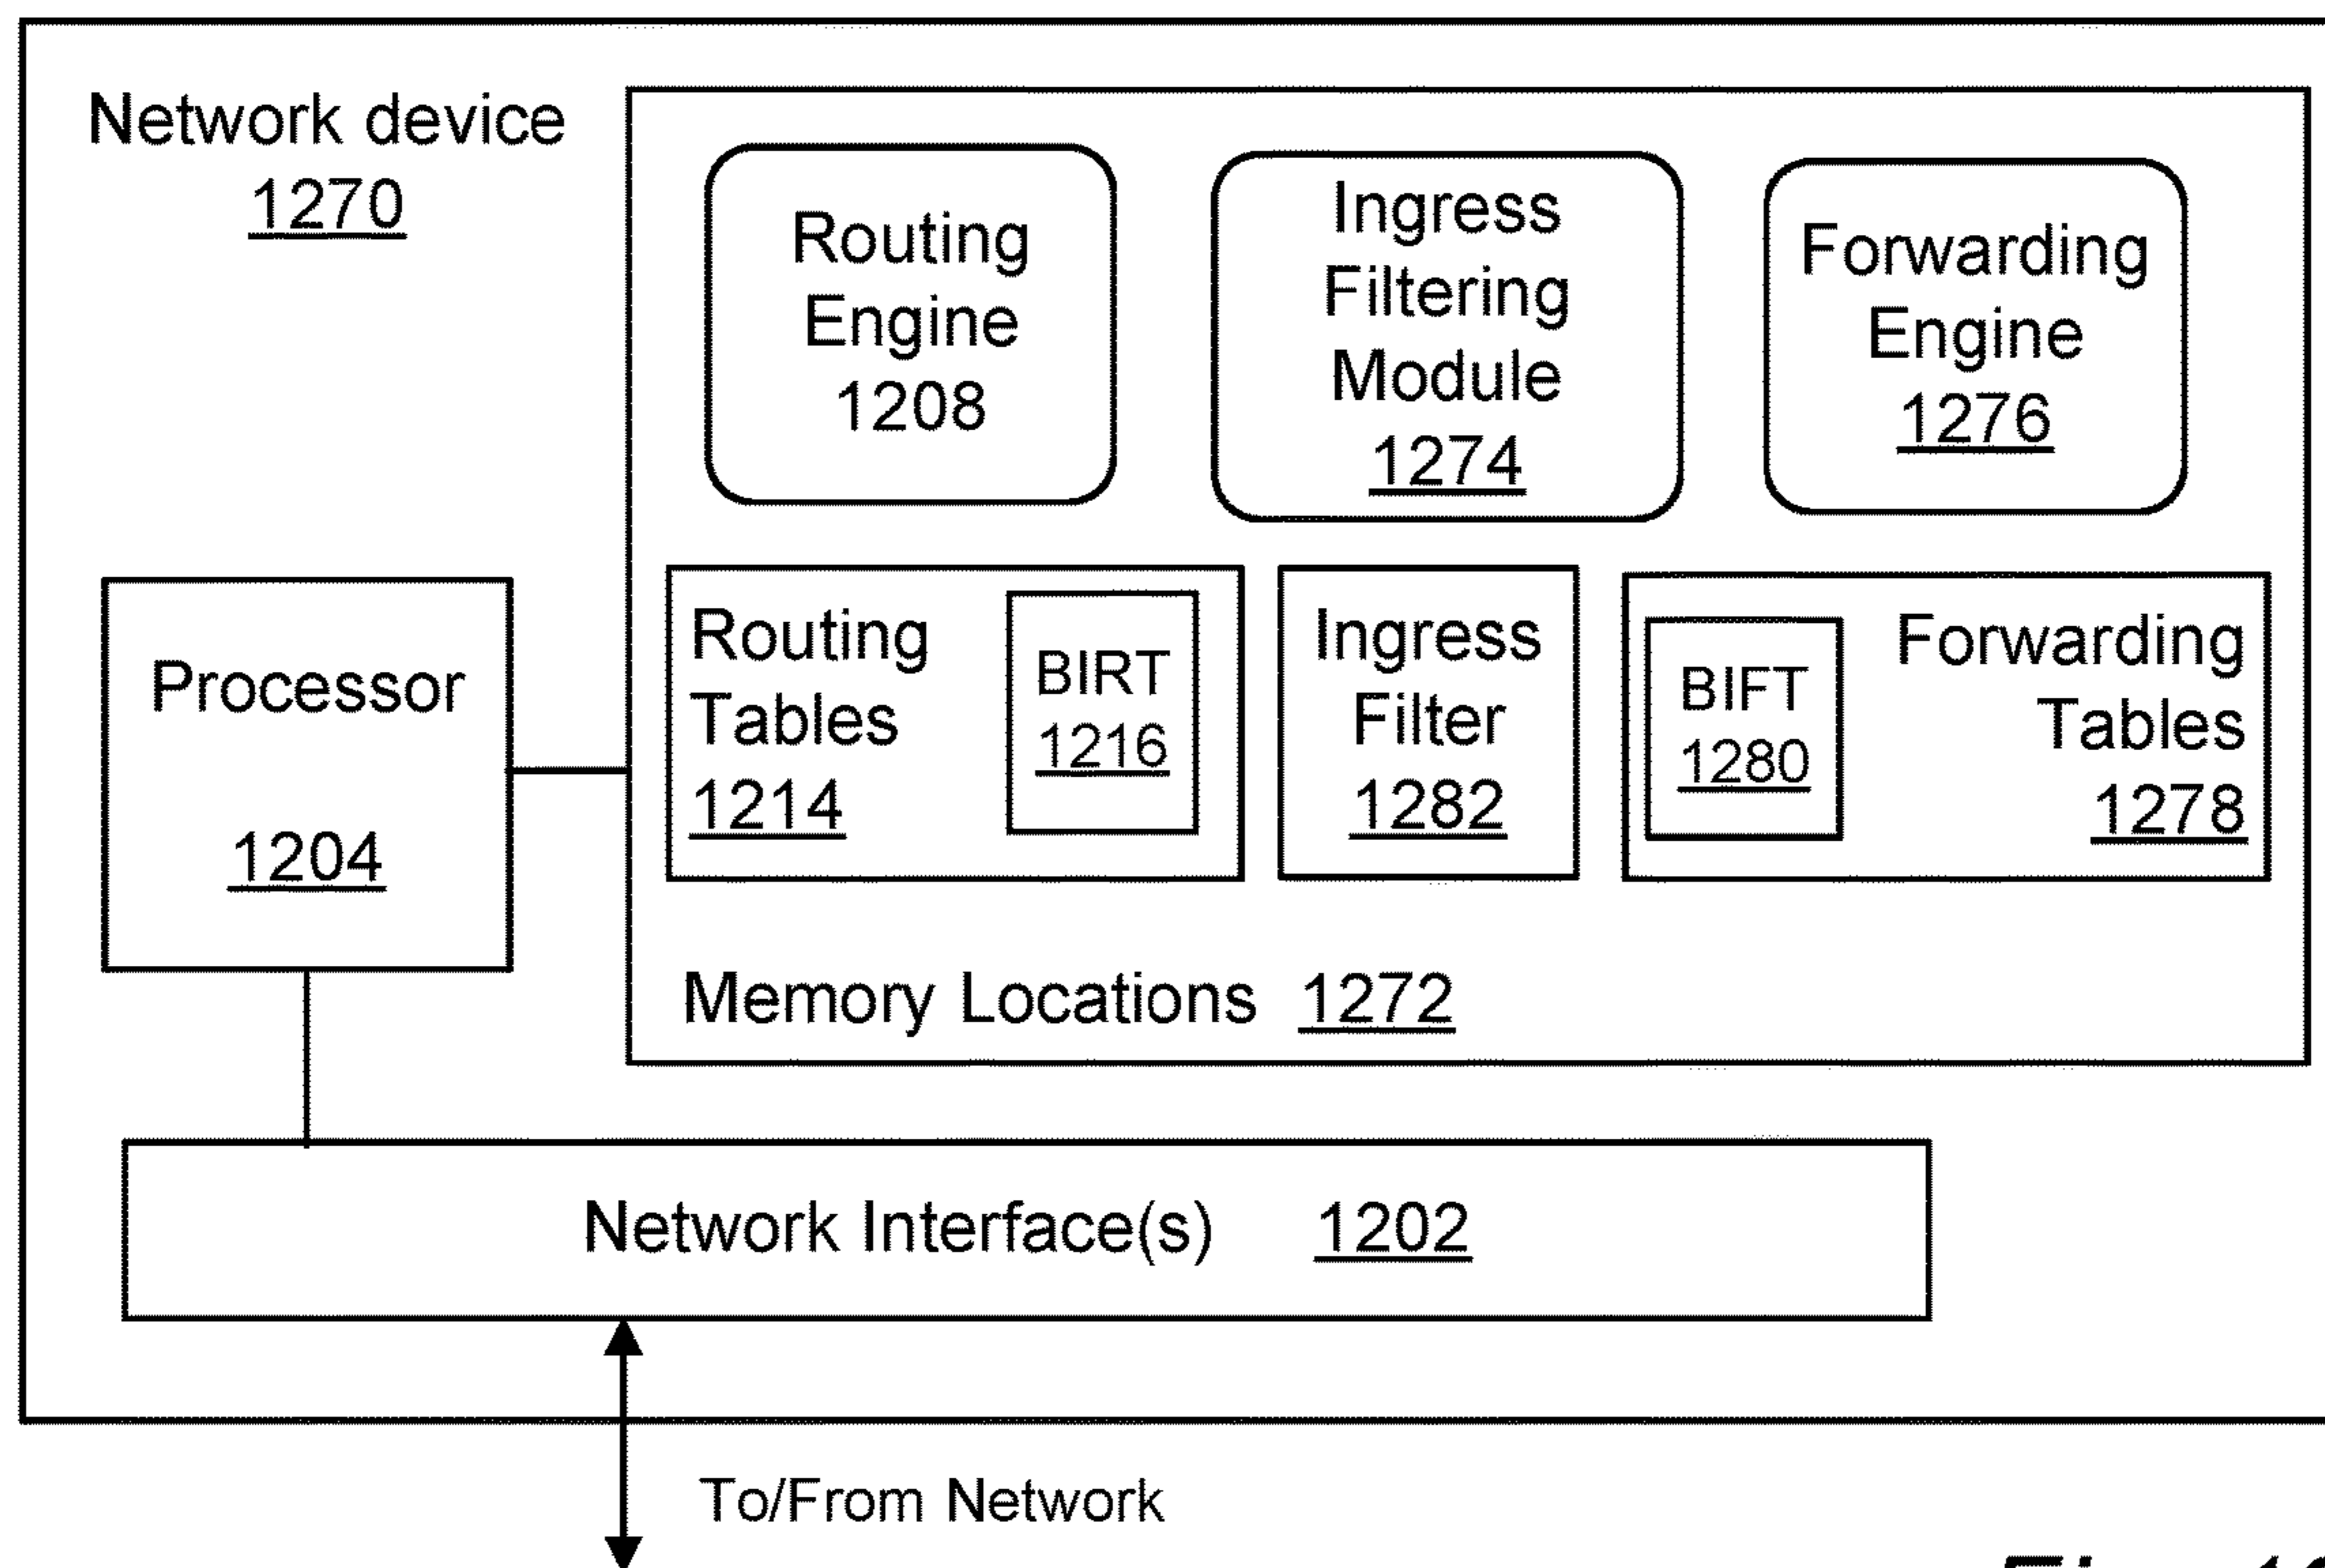 Network device
1270
Routing
Engine
1208
Ingress
Filtering
Module
1274
Forwarding
Engine
1276
Processor
1204
Routing
Tables
1214
BIRT
1216
Ingress
Filter
1282
BIFT
1280
Forwarding
Tables
1278
Memory Locations 1272
Network Interface(s) 1202
To/From Network